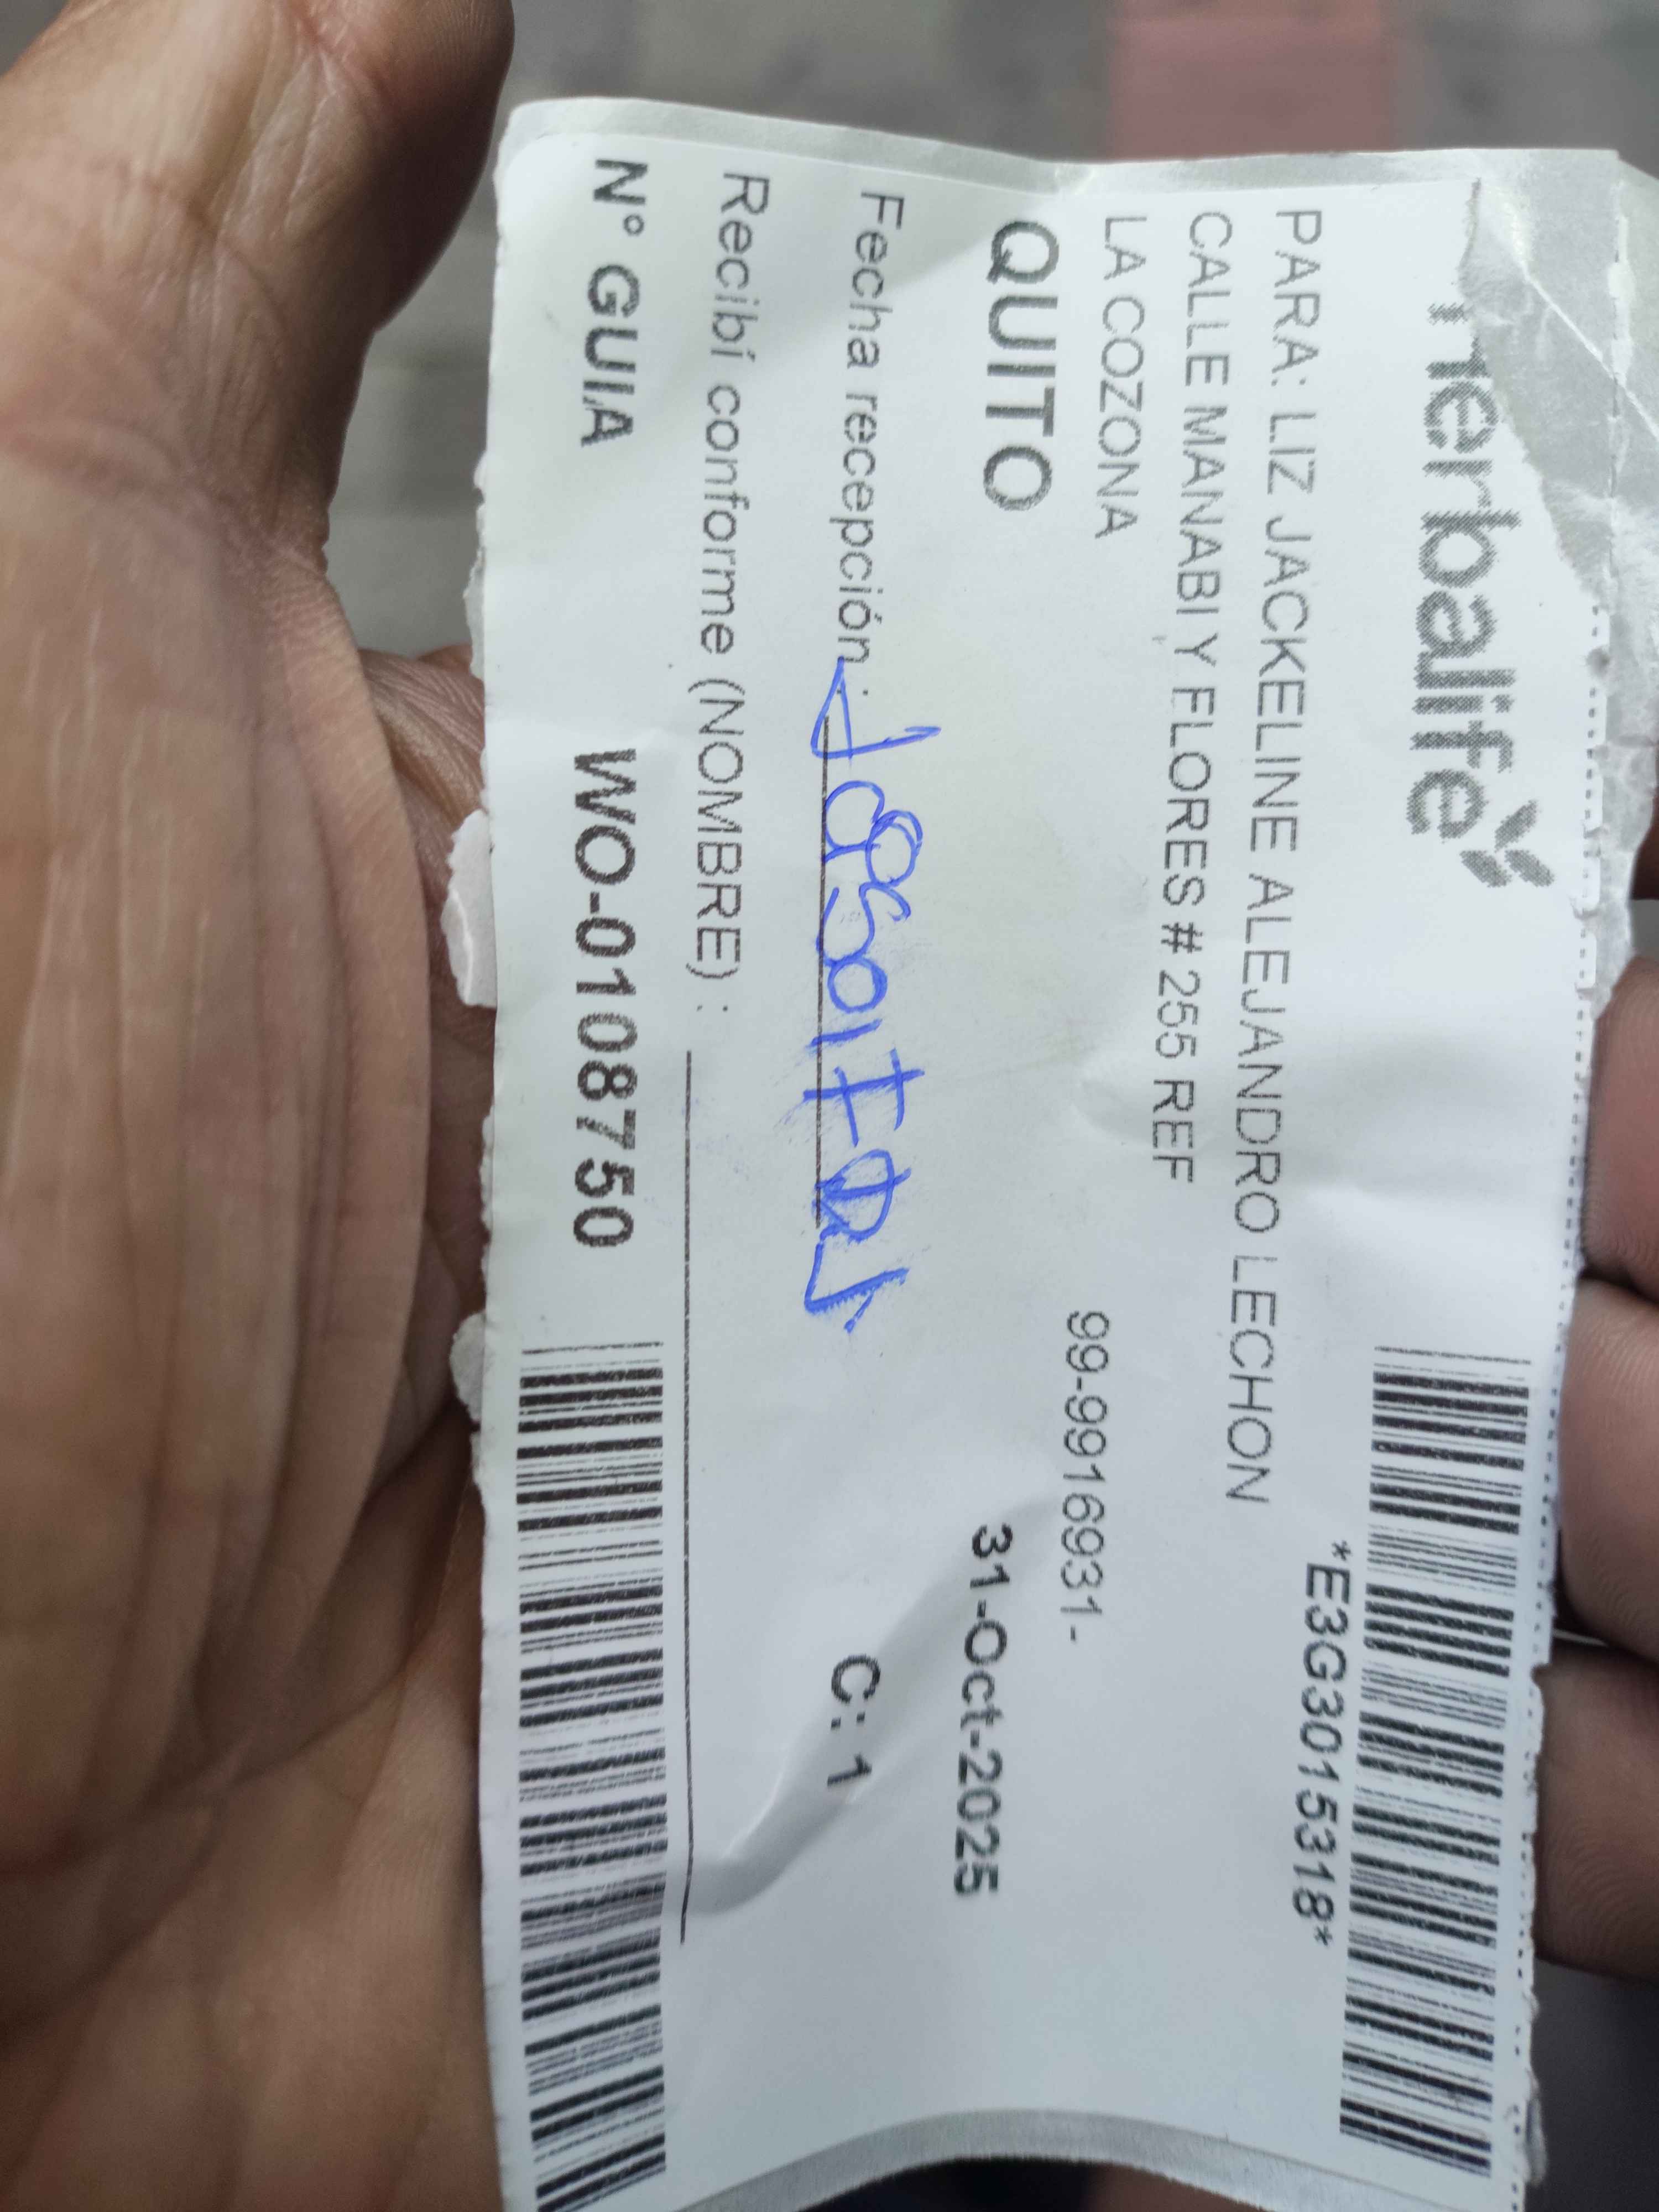 herbalife
*E3G3015318*
PARA: LIZ JACKELINE ALEJANDRO LECHON
CALLE MANABI Y FLORES # 255 REF
LA COZONA
99-9916931-
QUITO
31-Oct-2025
Fecha recepción:
C: 1
Recibí conforme (NOMBRE) :
N° GUIA WO-0108750